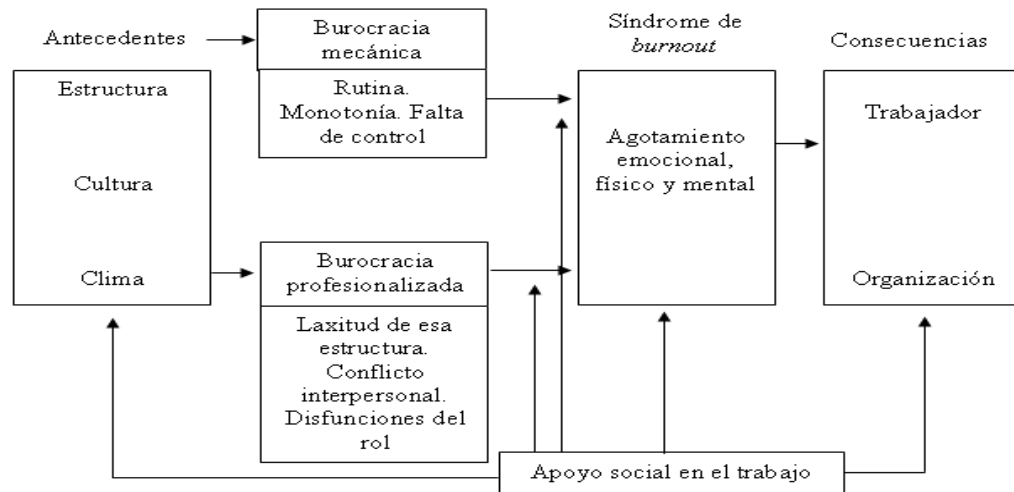 Antecedentes
Burocracia
mecánica
Síndrome de
burnout
Consecuencias
Estructura
Cultura
Clima
Rutina.
Monotonía. Falta
de control
Agotamiento
emocional,
físico y mental
Trabajador
Organización
Burocracia
profesionalizada
Laxitud de esa
estructura.
Conflicto
interpersonal.
Disfunciones del
rol
Apoyo social en el trabajo